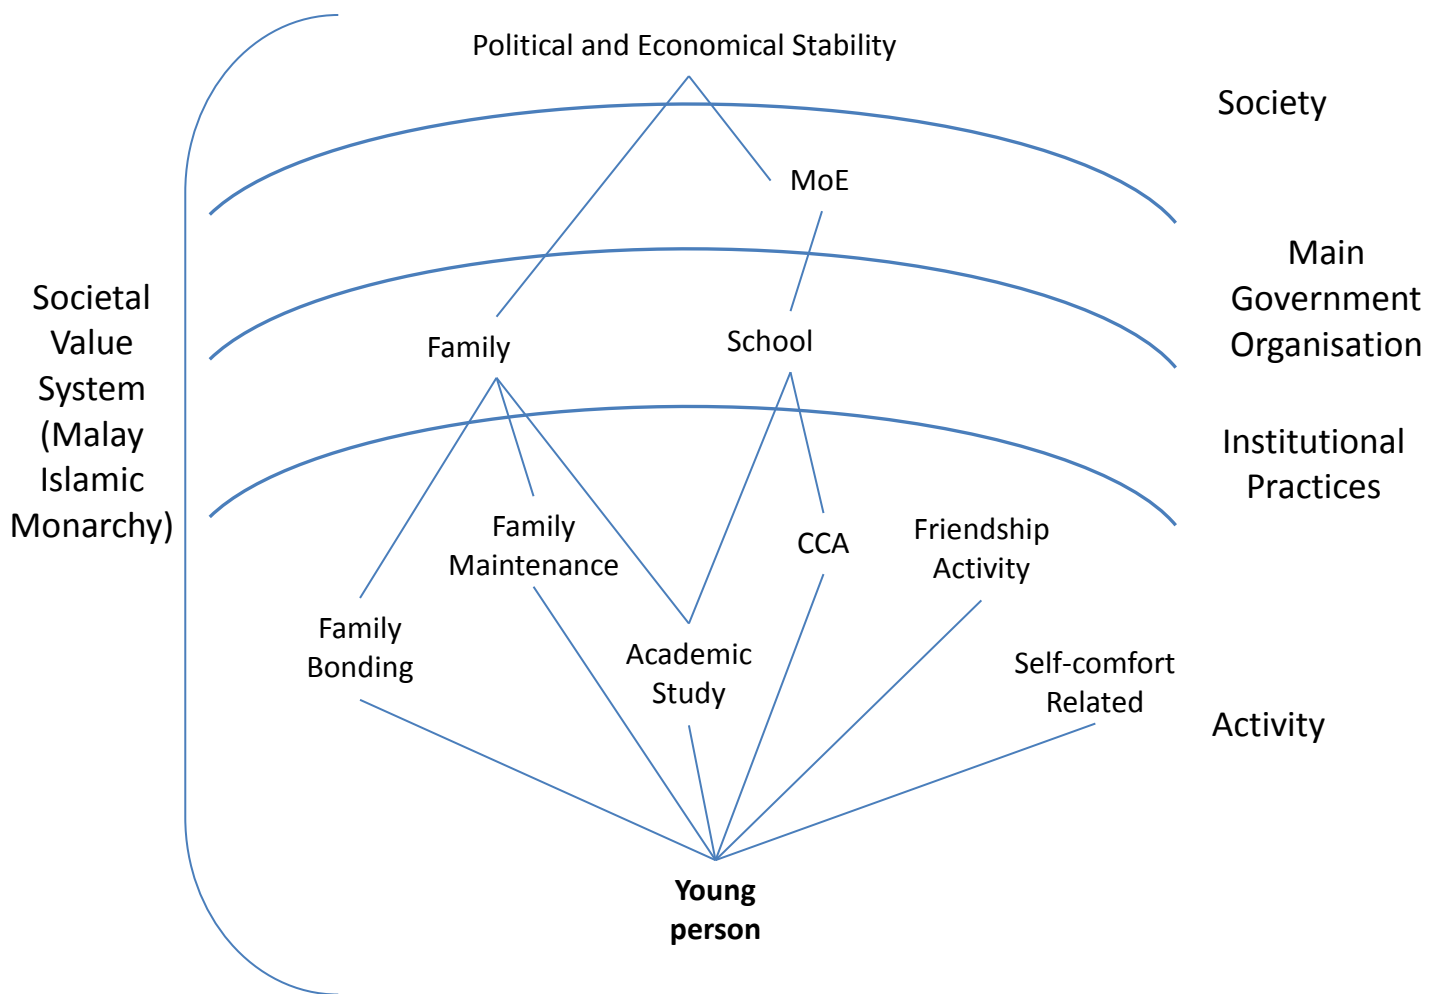 Political and Economical Stability
Society
MoE
Main
Government
Organisation
Societal
Value
System
(Malay
Islamic
Monarchy)
Family
School
Institutional
Practices
Family
Maintenance
CCA
Friendship
Activity
Family
Bonding
Academic
Study
Self-comfort
Related
Activity
Young
person